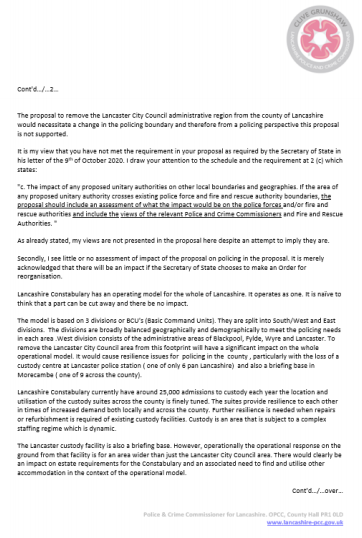 CLIVE GRUNSHAW
Cont'd.../...2...
The proposal to remove the Lancaster City Council administrative region from the county of Lancashire
would necessitate a change in the policing boundary and therefore from a policing perspective this proposal
is not supported.
It is my view that you have not met the requirement in your proposal as required by the Secretary of State in
his letter of the 9th of October 2020. I draw your attention to the schedule and the requirement at 2 (c) which
states:
"c. The impact of any proposed unitary authorities on other local boundaries and geographies. If the area of
any proposed unitary crosses existing police force and fire and rescue authority boundaries, the
proposal should include an assessment of what the impact would be on the police forces and/or fire and
rescue authorities and include the views of the relevant Police and Crime Commissioners and Fire and Rescue
Authorities. "
As already stated, my views are not presented in the proposal here despite an attempt to imply they are.
Secondly, I see little or no assessment of impact of the proposal on policing in the proposal. It is merely
acknowledged that there will be an impact if the Secretary of State chooses to make an Order for
reorganisation.
Lancashire Constabulary has an operating model for the whole of Lancashire. It operates as one. It is naïve to
think that a part can be cut away and there be no impact.
The model is based on 3 divisions or BCU's (Basic Command Units). They are split into South/West and East
divisions. The divisions are broadly balanced geographically and demographically to meet the policing needs
in each area .West division consists of the administrative areas of Blackpool, Fylde, Wyre and Lancaster. To
remove the Lancaster City Council area from this footprint will have a significant impact on the whole
operational model. It would cause resilience issues for policing in the county , particularly with the loss of a
custody centre at Lancaster police station ( one of only 6 pan Lancashire) and also a briefing base in
Morecambe ( one of 9 across the county).
Lancashire Constabulary currently have around 25,000 admissions to custody each year the location and
utilisation of the custody suites across the county is finely tuned. The suites provide resilience to each other
in times of increased demand both locally and across the county. Further resilience is needed when repairs
or refurbishment is required of existing custody facilities. Custody is an area that is subject to a complex
staffing regime which is dynamic.
The Lancaster custody facility is also a briefing base. However, operationally the operational response on the
ground from that facility is for an area wider than just the Lancaster City Council area. There would clearly be
an impact on estate requirements for the Constabulary and an associated need to find and utilise other
accommodation in the context of the operational model.
Cont'd.../...over...
Police & Crime Commissioner for Lancashire, OPCC, County Hall PR1 0LD
www.lancashire-pcc.gov.uk